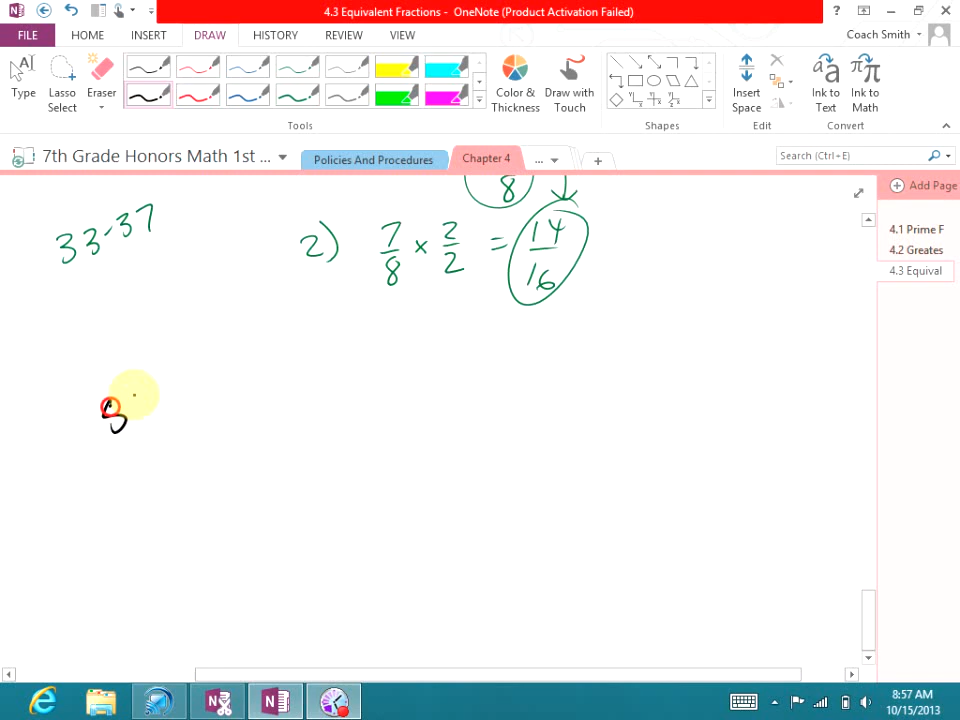 4.3 Equivalent Fractions - OneNote (Product Activation Failed)
FILE HOME INSERT DRAW HISTORY REVIEW VIEW
Coach Smith
Type
Lasso Select
Eraser
Color & Thickness
Draw with Touch
Insert Space
Ink to Text
Ink to Math
Tools
Shapes
Edit
Convert
7th Grade Honors Math 1st ...
Policies And Procedures
Chapter 4
...
Search (Ctrl+E)
Add Page
4.1 Prime F
4.2 Greates
4.3 Equival
8
33-37
2) 7/8 × 2/2 = 14/16
5
8:57 AM
10/15/2013